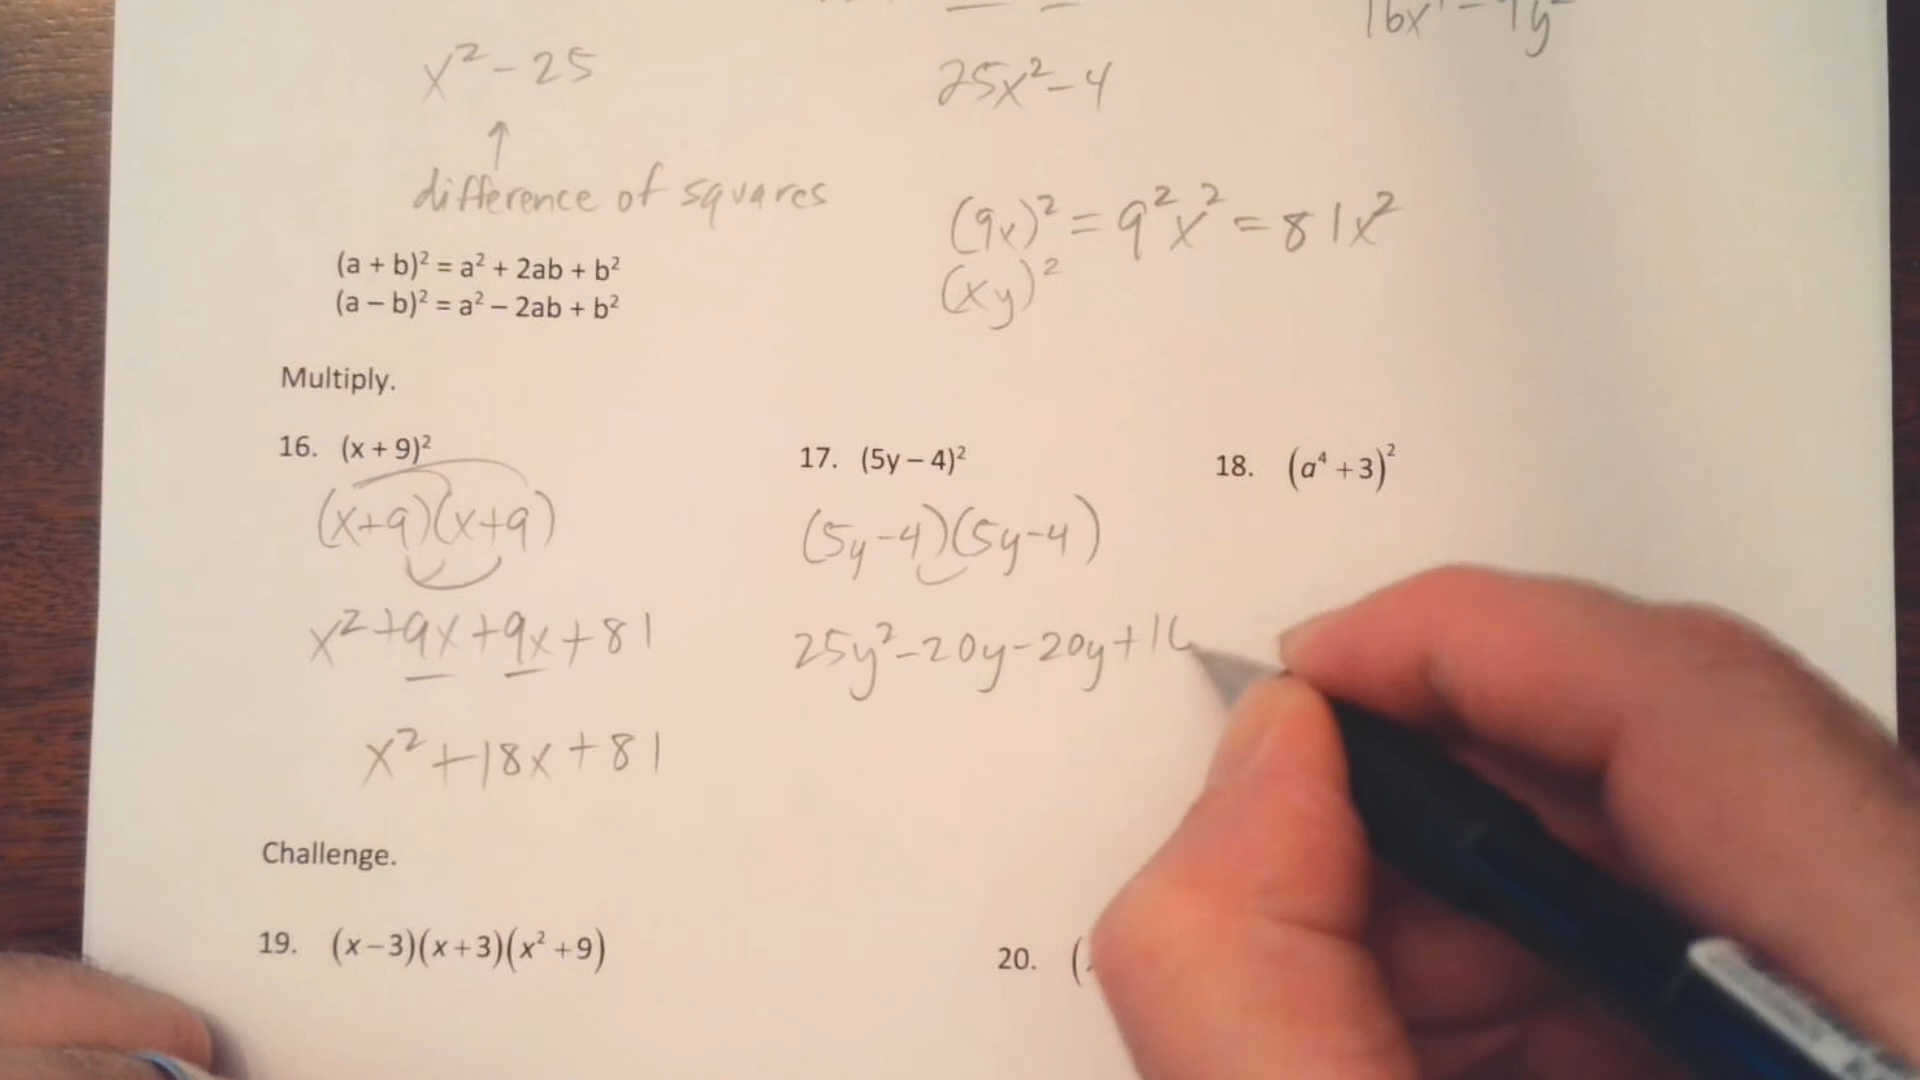 x² - 25
25x² - 4
↑
difference of squares
(9x)² = 9²x² = 81x²
(xy)²
(a + b)² = a² + 2ab + b²
(a – b)² = a² – 2ab + b²
Multiply.
16. (x + 9)²
17. (5y – 4)²
18. (a⁴ + 3)²
(x+9)(x+9)
(5y-4)(5y-4)
x² + 9x + 9x + 81
25y² - 20y - 20y + 16
x² + 18x + 81
Challenge.
19. (x – 3)(x + 3)(x² + 9)
20. (